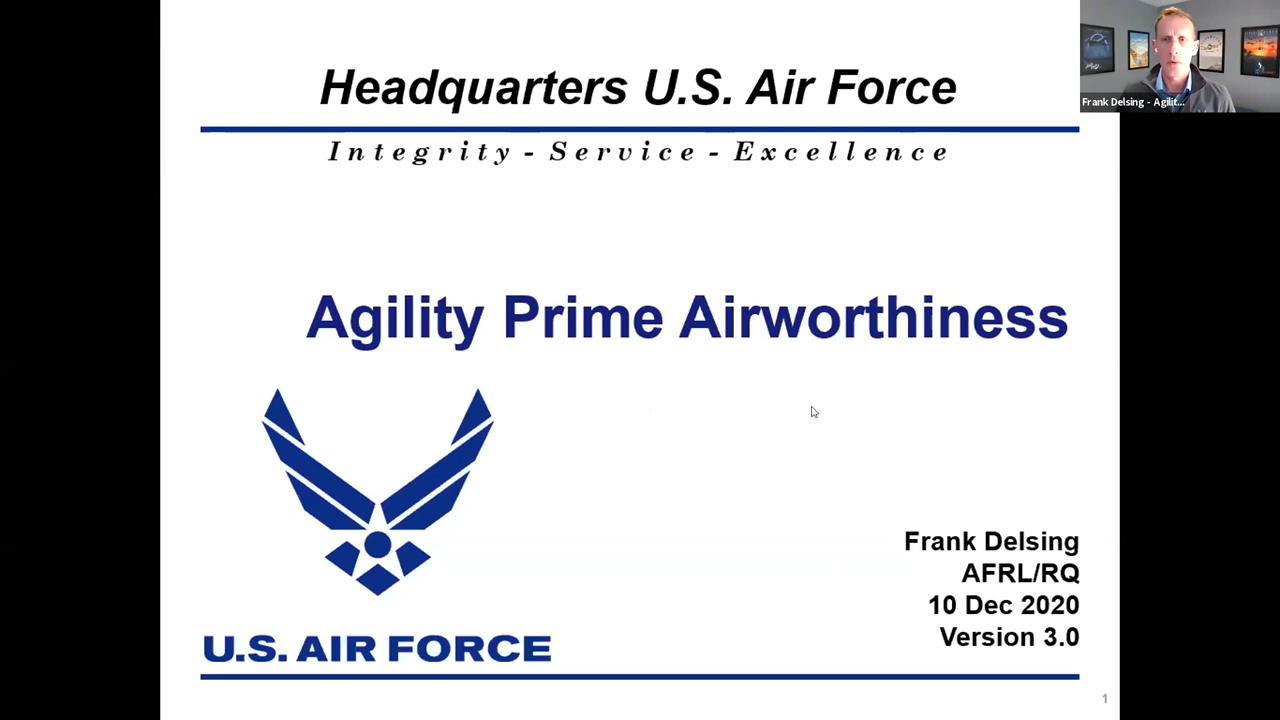 Headquarters U.S. Air Force
Integrity - Service - Excellence
Frank Delsing - Agilit...
Agility Prime Airworthiness
Frank Delsing
AFRL/RQ
10 Dec 2020
Version 3.0
U.S. AIR FORCE
1